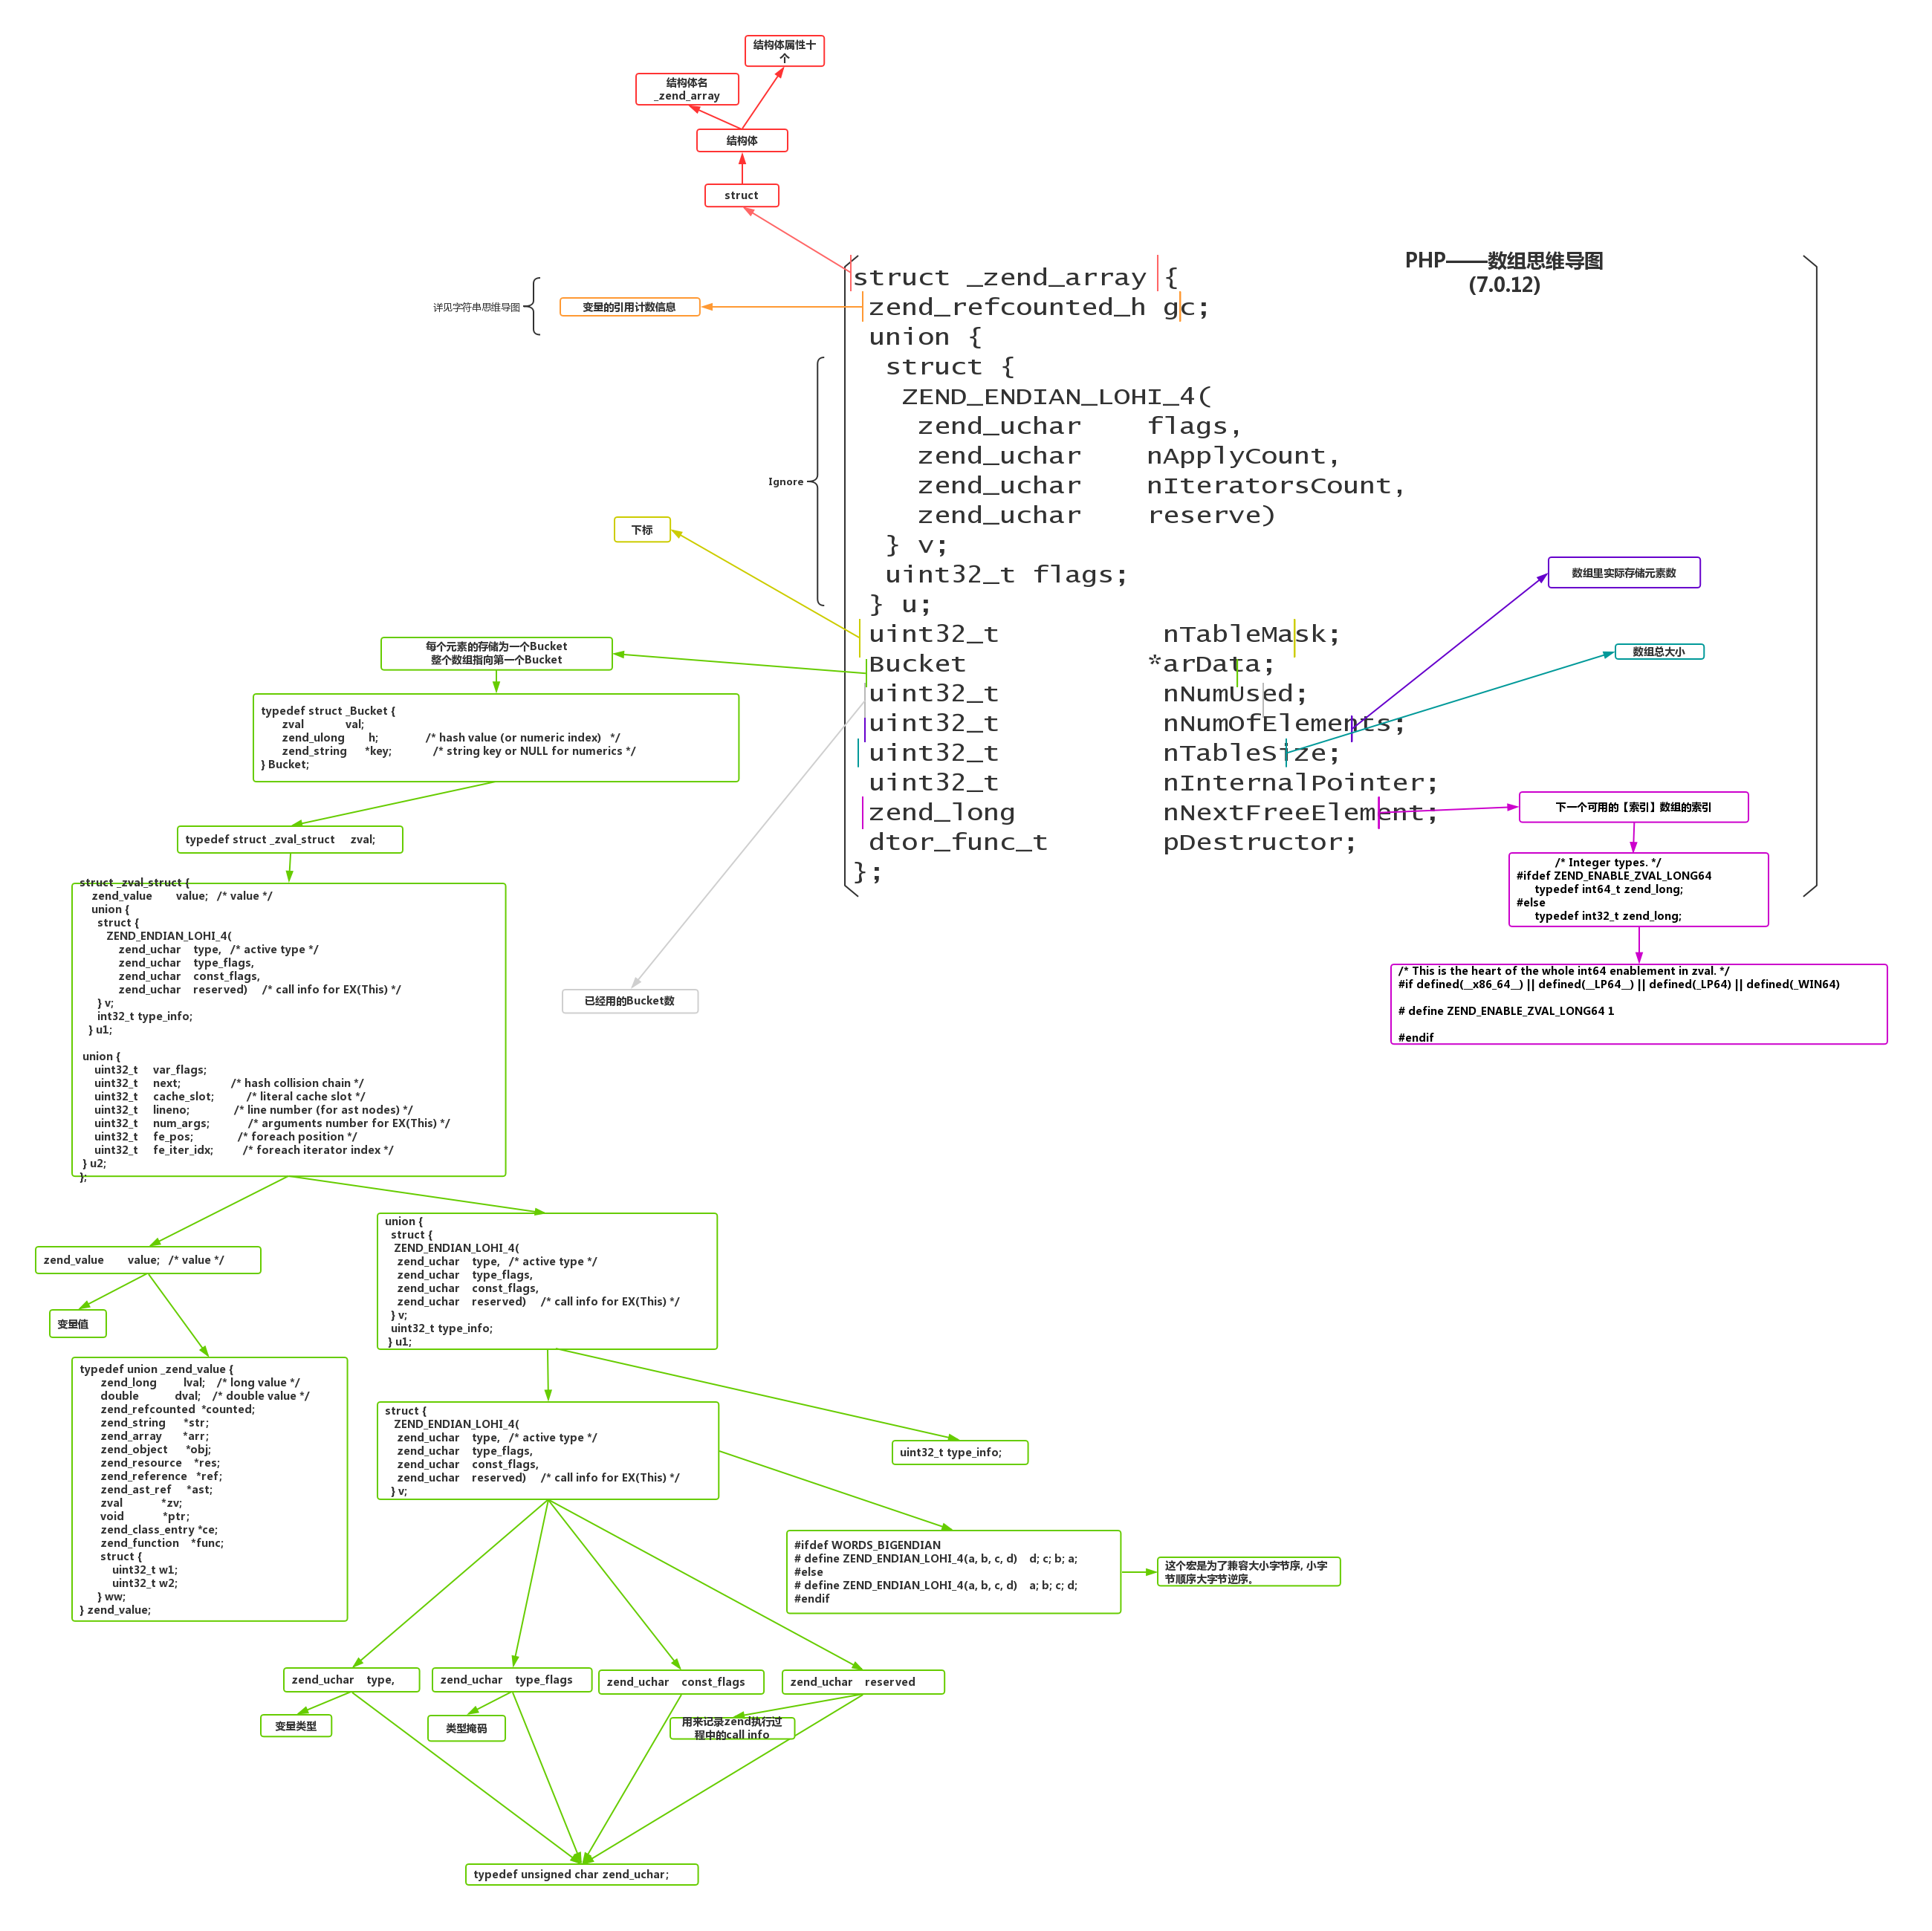 结构体属性十
个
结构体名
_zend_array
结构体
struct
PHP——数组思维导图
(7.0.12)
struct _zend_array {
zend_refcounted_h gc;
union {
struct {
ZEND_ENDIAN_LOHI_4(
zend_uchar    flags,
zend_uchar    nApplyCount,
zend_uchar    nIteratorsCount,
zend_uchar    reserve)
} v;
uint32_t flags;
} u;
uint32_t          nTableMask;
Bucket           *arData;
uint32_t          nNumUsed;
uint32_t          nNumOfElements;
uint32_t          nTableSize;
uint32_t          nInternalPointer;
zend_long         nNextFreeElement;
dtor_func_t       pDestructor;
};
详见字符串思维导图
变量的引用计数信息
Ignore
下标
数组里实际存储元素数
数组总大小
每个元素的存储为一个Bucket
整个数组指向第一个Bucket
typedef struct _Bucket {
zval              val;
zend_ulong        h;                /* hash value (or numeric index)   */
zend_string      *key;              /* string key or NULL for numerics */
} Bucket;
下一个可用的【索引】数组的索引
/* Integer types. */
#ifdef ZEND_ENABLE_ZVAL_LONG64
typedef int64_t zend_long;
#else
typedef int32_t zend_long;
/* This is the heart of the whole int64 enablement in zval. */
#if defined(__x86_64__) || defined(__LP64__) || defined(_LP64) || defined(_WIN64)
# define ZEND_ENABLE_ZVAL_LONG64 1
#endif
已经用的Bucket数
typedef struct _zval_struct     zval;
struct _zval_struct {
zend_value        value;   /* value */
union {
struct {
ZEND_ENDIAN_LOHI_4(
zend_uchar    type,   /* active type */
zend_uchar    type_flags,
zend_uchar    const_flags,
zend_uchar    reserved)     /* call info for EX(This) */
} v;
int32_t type_info;
} u1;
union {
uint32_t     var_flags;
uint32_t     next;                 /* hash collision chain */
uint32_t     cache_slot;           /* literal cache slot */
uint32_t     lineno;               /* line number (for ast nodes) */
uint32_t     num_args;             /* arguments number for EX(This) */
uint32_t     fe_pos;               /* foreach position */
uint32_t     fe_iter_idx;          /* foreach iterator index */
} u2;
};
zend_value        value;   /* value */
变量值
typedef union _zend_value {
zend_long         lval;    /* long value */
double            dval;    /* double value */
zend_refcounted  *counted;
zend_string      *str;
zend_array       *arr;
zend_object      *obj;
zend_resource    *res;
zend_reference   *ref;
zend_ast_ref     *ast;
zval             *zv;
void             *ptr;
zend_class_entry *ce;
zend_function    *func;
struct {
uint32_t w1;
uint32_t w2;
} ww;
} zend_value;
union {
struct {
ZEND_ENDIAN_LOHI_4(
zend_uchar    type,   /* active type */
zend_uchar    type_flags,
zend_uchar    const_flags,
zend_uchar    reserved)     /* call info for EX(This) */
} v;
uint32_t type_info;
} u1;
struct {
ZEND_ENDIAN_LOHI_4(
zend_uchar    type,   /* active type */
zend_uchar    type_flags,
zend_uchar    const_flags,
zend_uchar    reserved)     /* call info for EX(This) */
} v;
uint32_t type_info;
#ifdef WORDS_BIGENDIAN
# define ZEND_ENDIAN_LOHI_4(a, b, c, d)    d; c; b; a;
#else
# define ZEND_ENDIAN_LOHI_4(a, b, c, d)    a; b; c; d;
#endif
这个宏是为了兼容大小字节序, 小字
节顺序大字节逆序。
zend_uchar    type,
zend_uchar    type_flags
zend_uchar    const_flags
zend_uchar    reserved
变量类型
类型掩码
用来记录zend执行过
程中的call info
typedef unsigned char zend_uchar;